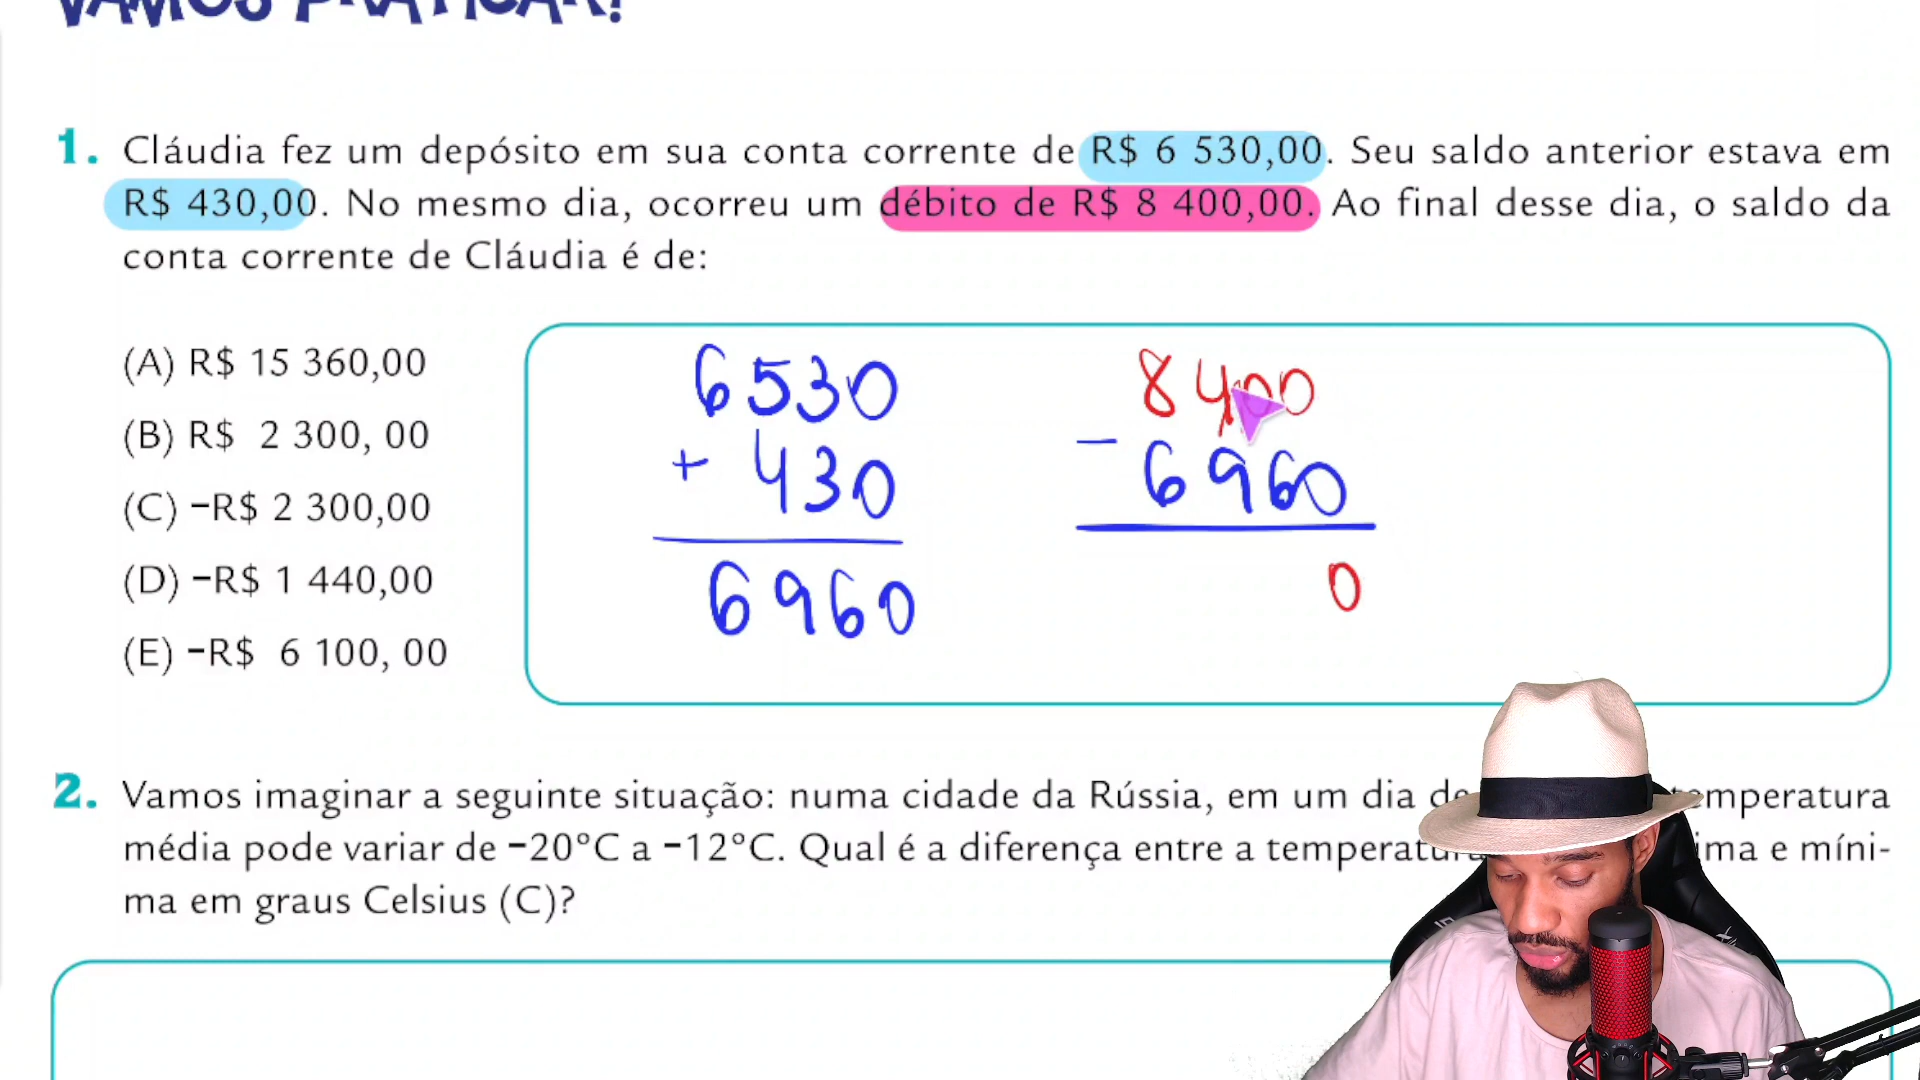 VAMOS PRATICAR!
1. Cláudia fez um depósito em sua conta corrente de R$ 6 530,00. Seu saldo anterior estava em
R$ 430,00. No mesmo dia, ocorreu um débito de R$ 8 400,00. Ao final desse dia, o saldo da
conta corrente de Cláudia é de:
(A) R$ 15 360,00
(B) R$ 2 300, 00
(C) −R$ 2 300,00
(D) −R$ 1 440,00
(E) −R$ 6 100, 00
6530
+ 430
6960
8400
− 6960
0
2. Vamos imaginar a seguinte situação: numa cidade da Rússia, em um dia de
média pode variar de −20°C a −12°C. Qual é a diferença entre a ima e míni-
ma em graus Celsius (C)?